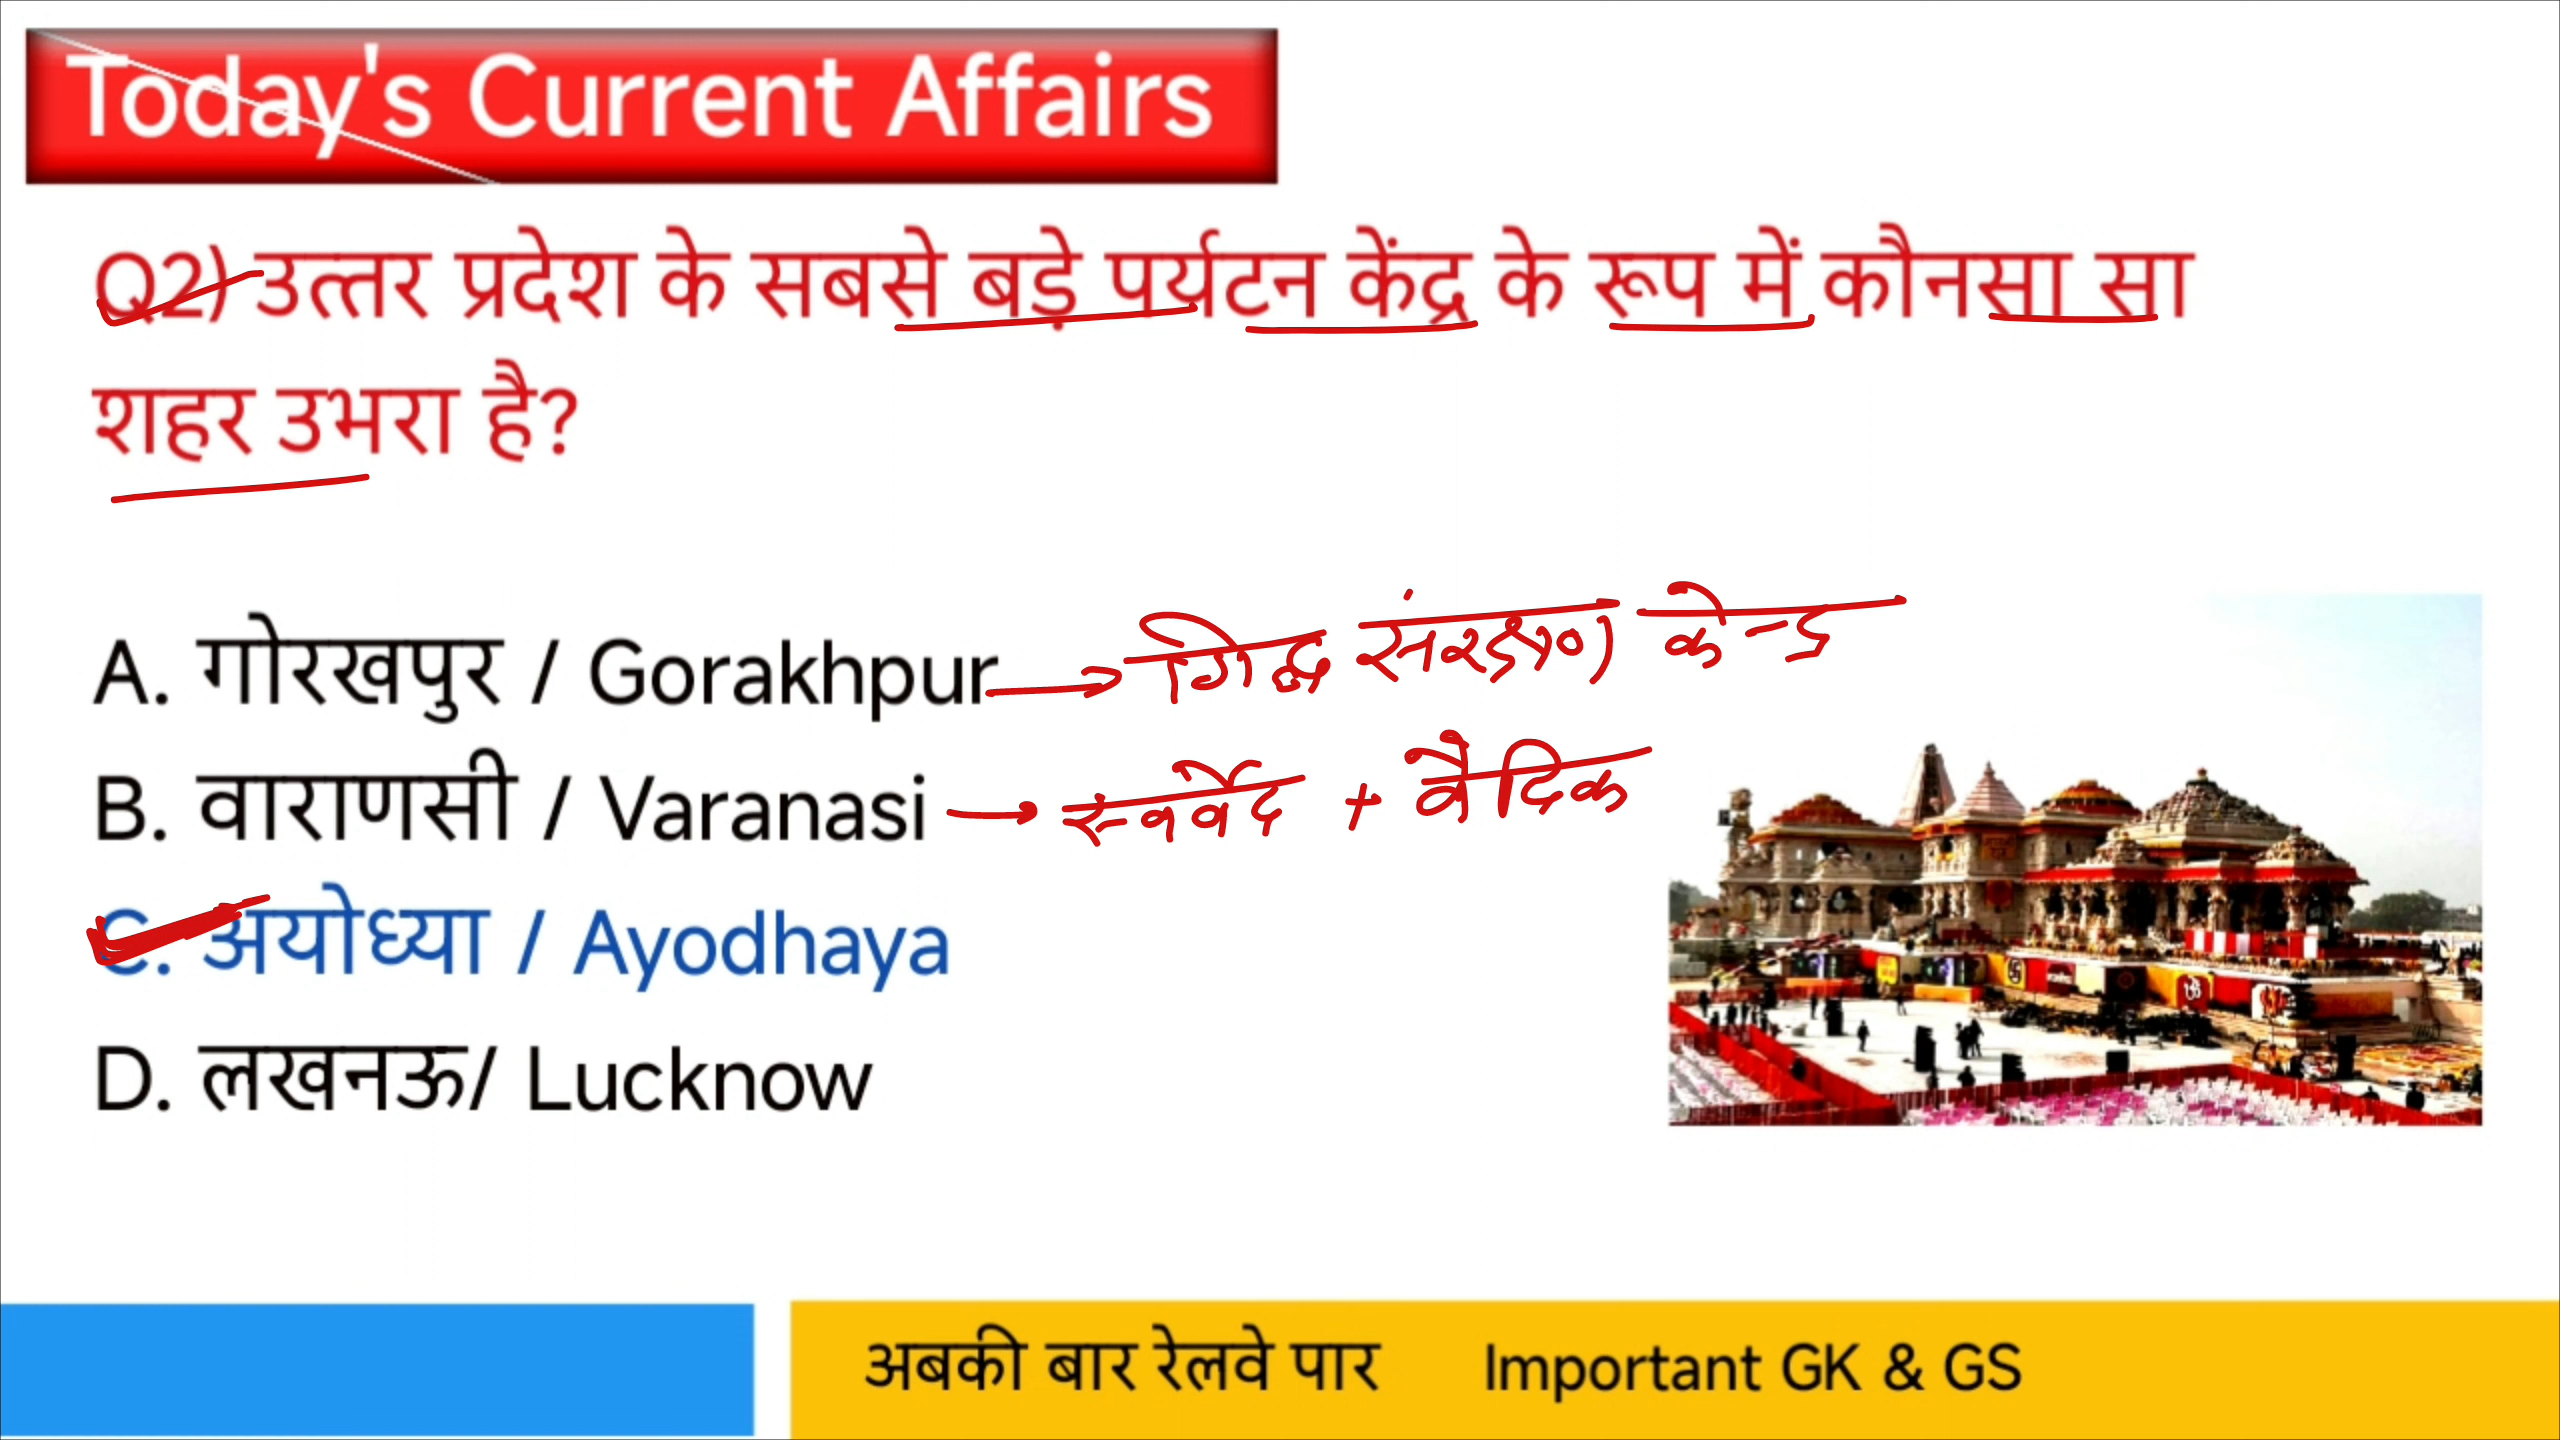 Today's Current Affairs
Q2) उत्तर प्रदेश के सबसे बड़े पर्यटन केंद्र के रूप में कौनसा सा
शहर उभरा है?
A. गोरखपुर / Gorakhpur → गिद्ध संरक्षण केन्द्र
B. वाराणसी / Varanasi → स्वर्वेद + वैदिक
C. अयोध्या / Ayodhaya
D. लखनऊ/ Lucknow
अबकी बार रेलवे पार Important GK & GS